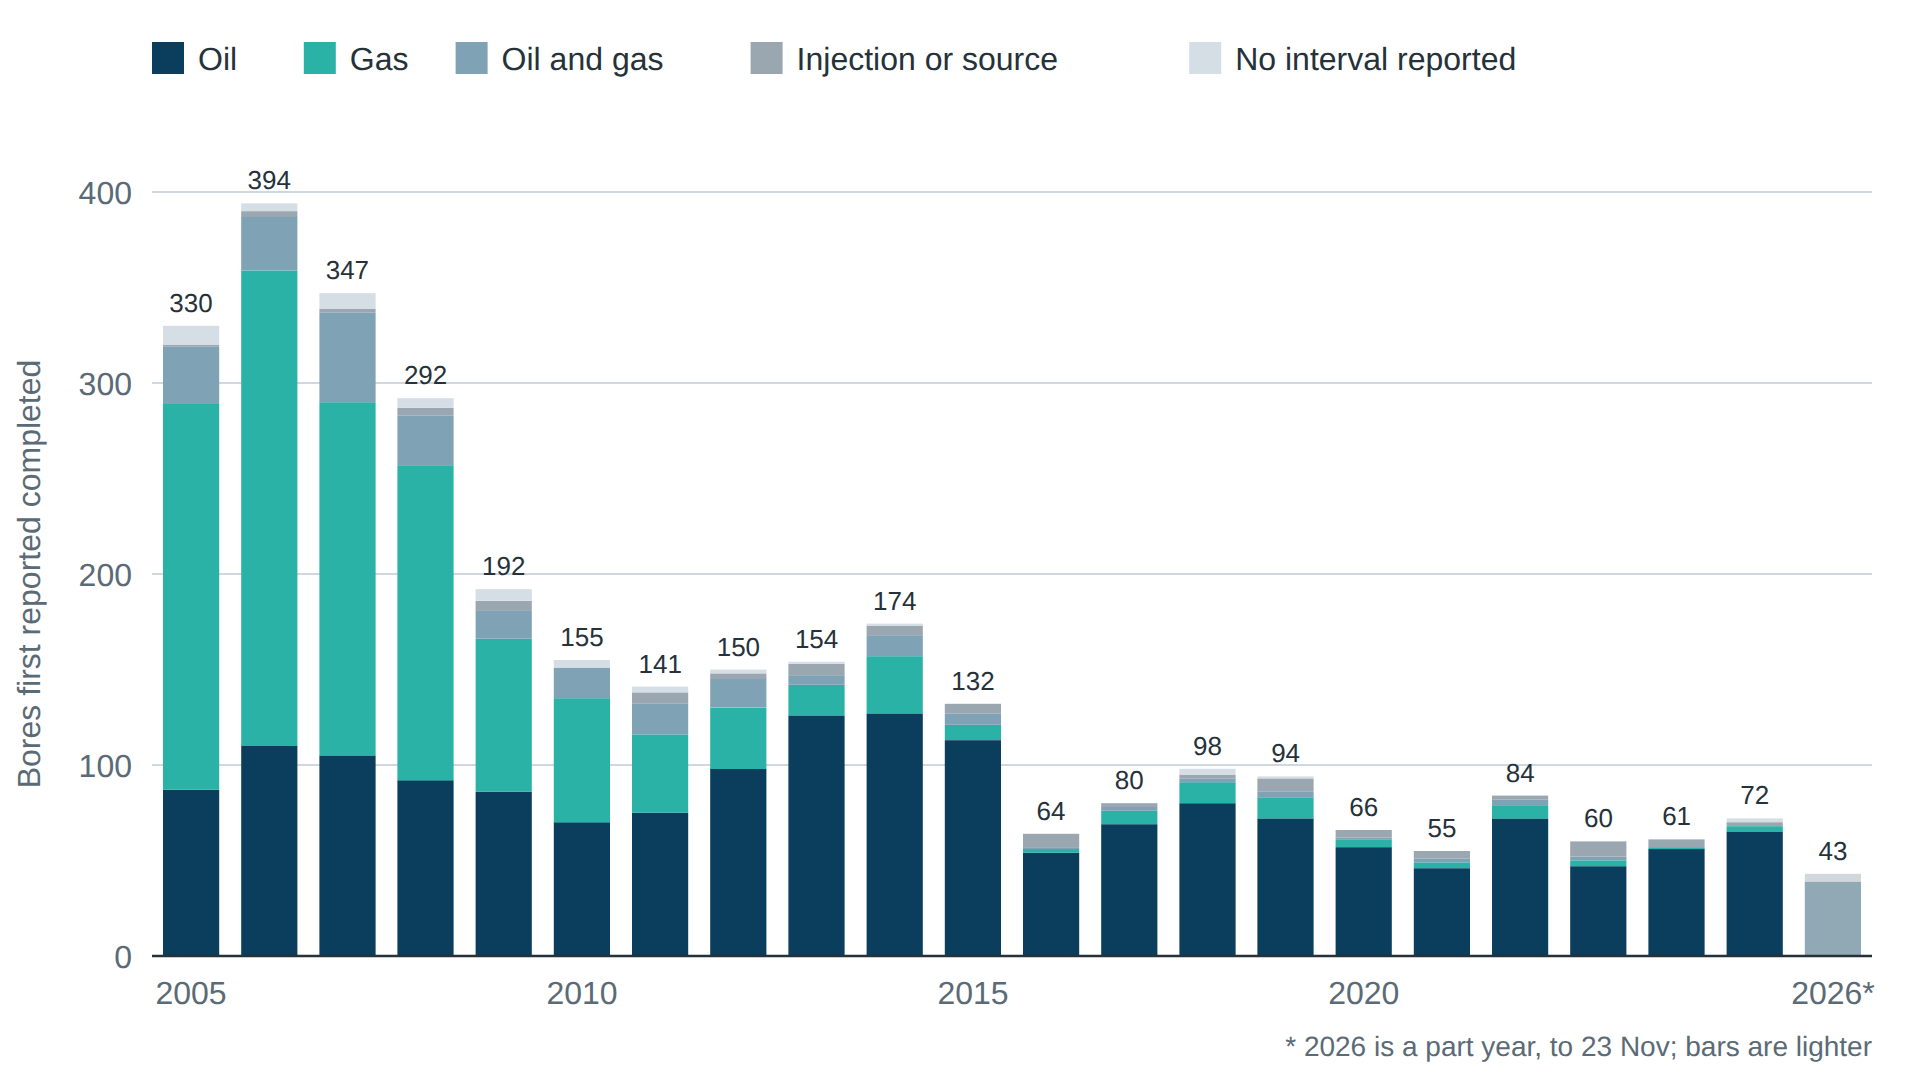 Oil Gas Oil and gas Injection or source No interval reported
Bores first reported completed
400
300
200
100
0
330 394 347 292 192 155 141 150 154 174 132 64 80 98 94 66 55 84 60 61 72 43
2005 2010 2015 2020 2026*
* 2026 is a part year, to 23 Nov; bars are lighter